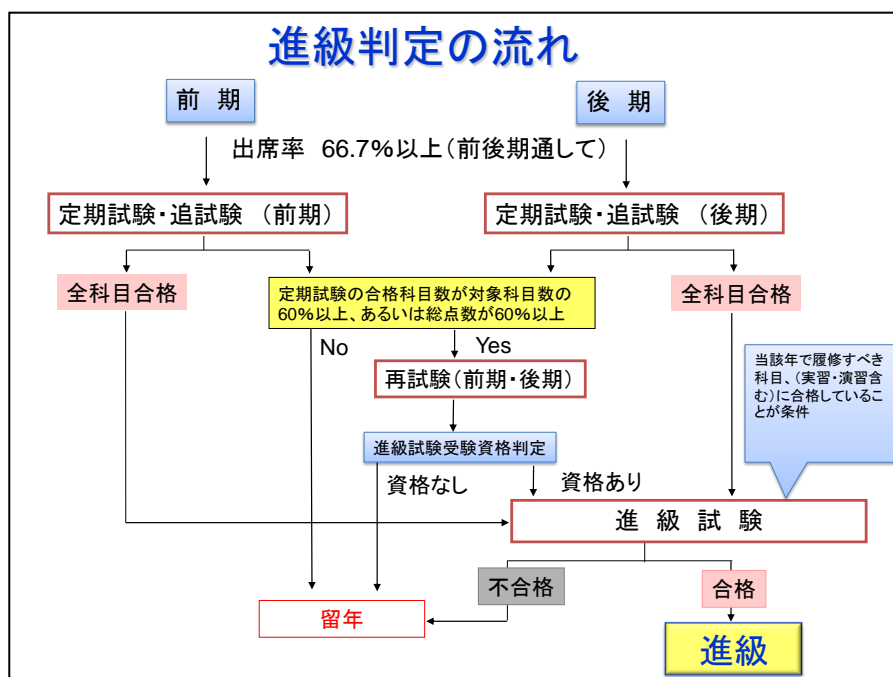 進級判定の流れ
前 期
後 期
出席率 66.7%以上(前後期通して)
定期試験・追試験 (前期)
定期試験・追試験 (後期)
全科目合格
定期試験の合格科目数が対象科目数の
60%以上、あるいは総点数が60%以上
全科目合格
No
Yes
再試験(前期・後期)
当該年で履修すべき
科目、(実習・演習含
む)に合格しているこ
とが条件
進級試験受験資格判定
資格なし
資格あり
進 級 試 験
不合格
合格
留年
進級